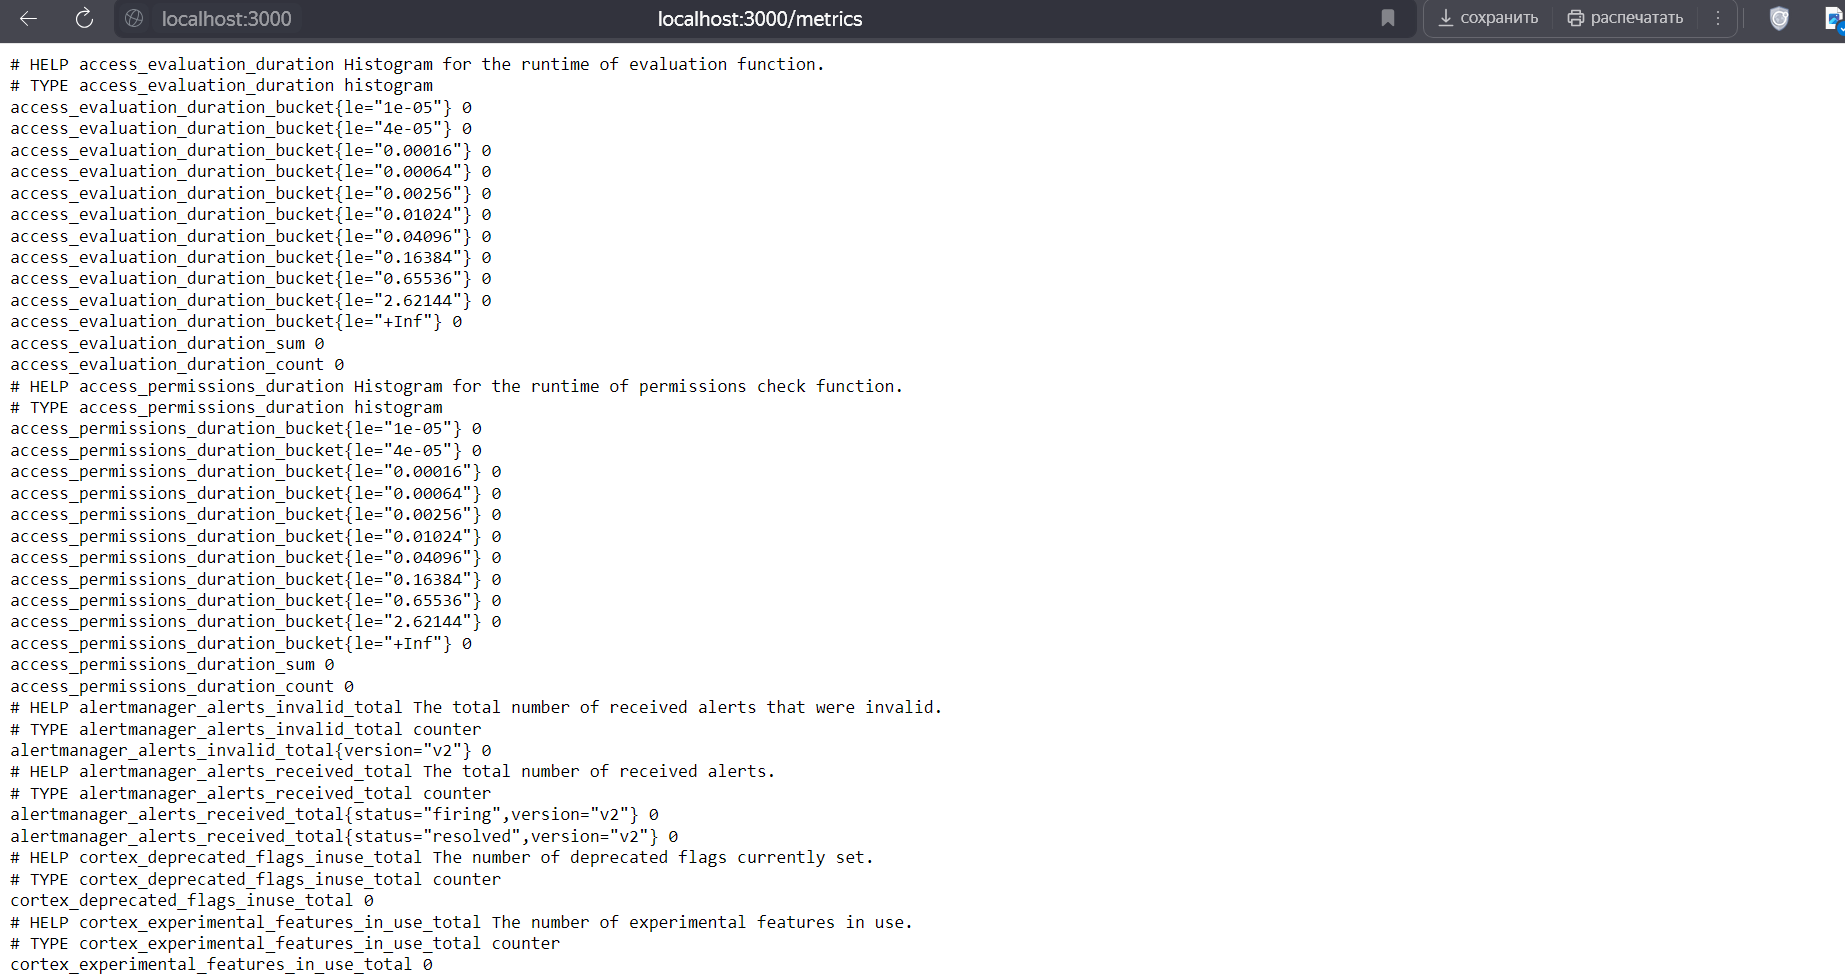 localhost:3000 localhost:3000/metrics сохранить распечатать
# HELP access_evaluation_duration Histogram for the runtime of evaluation function.
# TYPE access_evaluation_duration histogram
access_evaluation_duration_bucket{le="1e-05"} 0
access_evaluation_duration_bucket{le="4e-05"} 0
access_evaluation_duration_bucket{le="0.00016"} 0
access_evaluation_duration_bucket{le="0.00064"} 0
access_evaluation_duration_bucket{le="0.00256"} 0
access_evaluation_duration_bucket{le="0.01024"} 0
access_evaluation_duration_bucket{le="0.04096"} 0
access_evaluation_duration_bucket{le="0.16384"} 0
access_evaluation_duration_bucket{le="0.65536"} 0
access_evaluation_duration_bucket{le="2.62144"} 0
access_evaluation_duration_bucket{le="+Inf"} 0
access_evaluation_duration_sum 0
access_evaluation_duration_count 0
# HELP access_permissions_duration Histogram for the runtime of permissions check function.
# TYPE access_permissions_duration histogram
access_permissions_duration_bucket{le="1e-05"} 0
access_permissions_duration_bucket{le="4e-05"} 0
access_permissions_duration_bucket{le="0.00016"} 0
access_permissions_duration_bucket{le="0.00064"} 0
access_permissions_duration_bucket{le="0.00256"} 0
access_permissions_duration_bucket{le="0.01024"} 0
access_permissions_duration_bucket{le="0.04096"} 0
access_permissions_duration_bucket{le="0.16384"} 0
access_permissions_duration_bucket{le="0.65536"} 0
access_permissions_duration_bucket{le="2.62144"} 0
access_permissions_duration_bucket{le="+Inf"} 0
access_permissions_duration_sum 0
access_permissions_duration_count 0
# HELP alertmanager_alerts_invalid_total The total number of received alerts that were invalid.
# TYPE alertmanager_alerts_invalid_total counter
alertmanager_alerts_invalid_total{version="v2"} 0
# HELP alertmanager_alerts_received_total The total number of received alerts.
# TYPE alertmanager_alerts_received_total counter
alertmanager_alerts_received_total{status="firing",version="v2"} 0
alertmanager_alerts_received_total{status="resolved",version="v2"} 0
# HELP cortex_deprecated_flags_inuse_total The number of deprecated flags currently set.
# TYPE cortex_deprecated_flags_inuse_total counter
cortex_deprecated_flags_inuse_total 0
# HELP cortex_experimental_features_in_use_total The number of experimental features in use.
# TYPE cortex_experimental_features_in_use_total counter
cortex_experimental_features_in_use_total 0